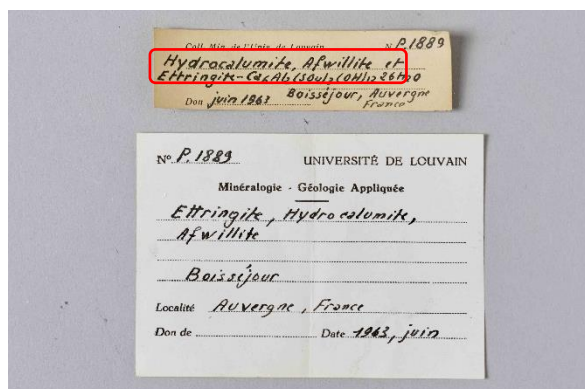 Coll. Min. de l'Univ. de Louvain N° P.1889
Hydrocalumite, Afwillite et
Ettringite-Ca6Al2(SO4)3(OH)12 26H2O
Don juin 1963 Boisséjour, Auvergne
France
N° P.1889 UNIVERSITÉ DE LOUVAIN
Minéralogie - Géologie Appliquée
Ettringite, Hydrocalumite,
Afwillite
Boisséjour
Localité Auvergne, France
Don de Date 1963, juin